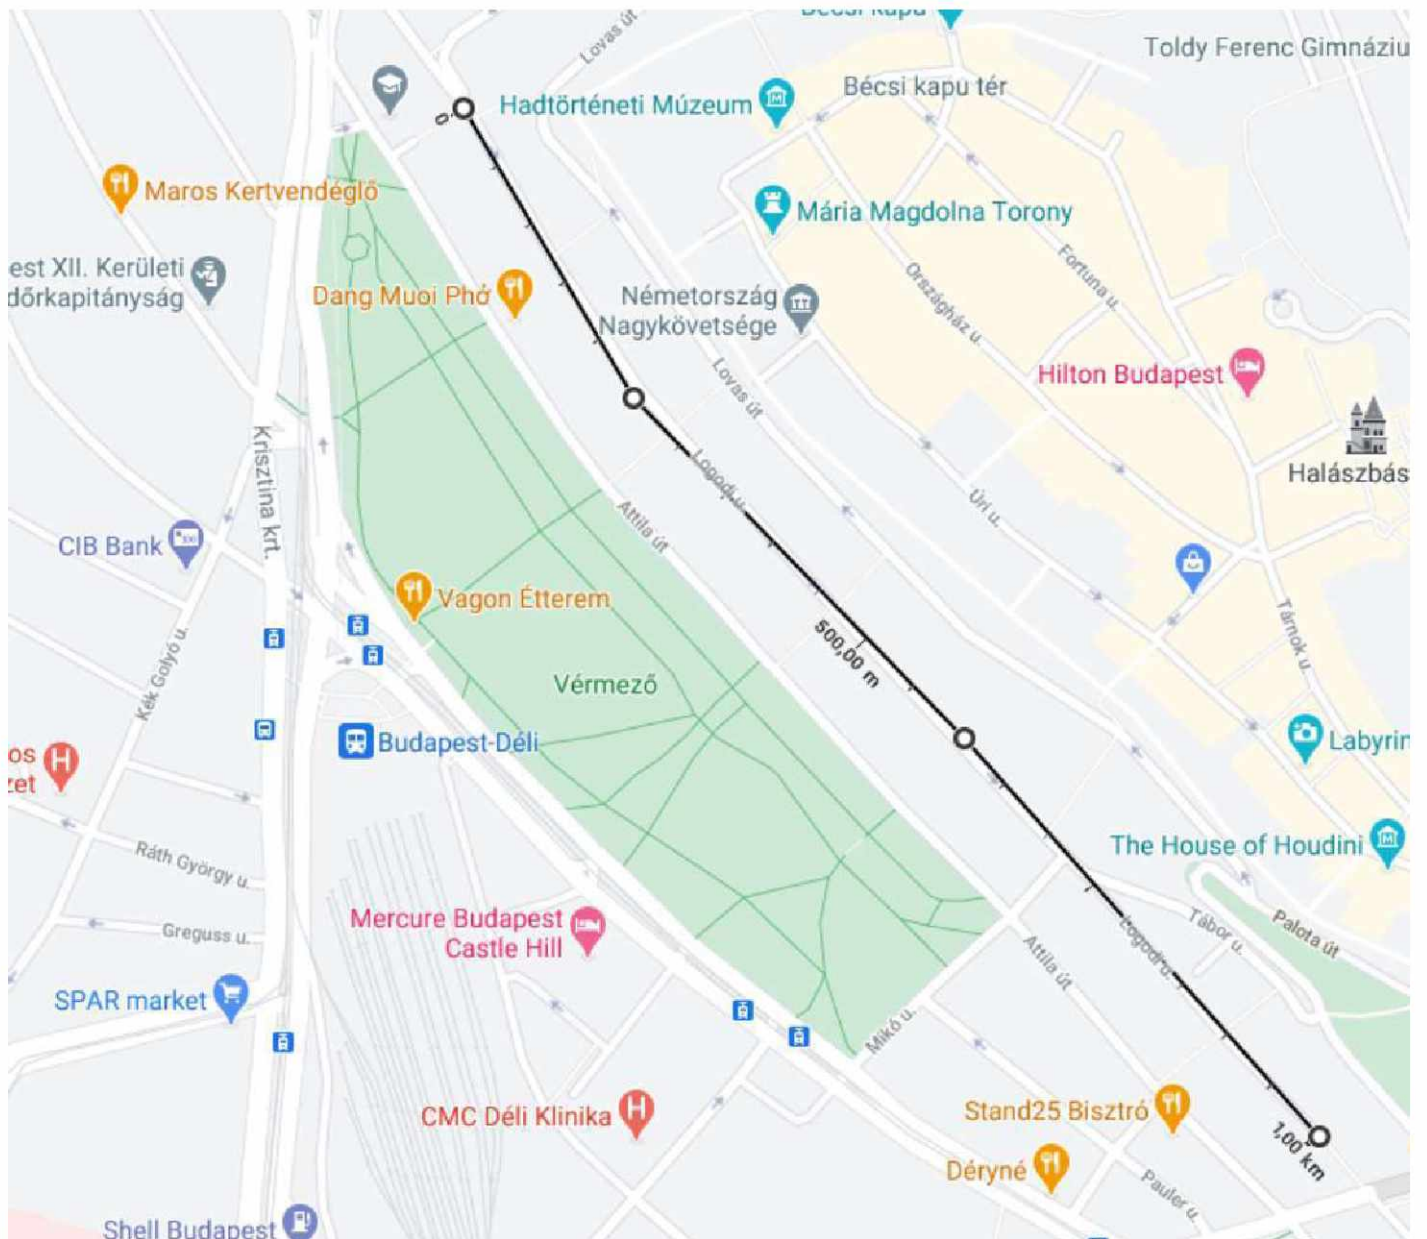 Lovas út
Toldy Ferenc Gimnáziu
Bécsi kapu tér
Hadtörténeti Múzeum
0
Maros Kertvendéglő
Mária Magdolna Torony
est XII. Kerületi
dőrkapitányság
Dang Muoi Phở
Németország
Nagykövetsége
Országház u.
Fortuna u.
Lovas út
Hilton Budapest
Halászbás
Krisztina krt.
Logodi u.
Attila út
Úri u.
CIB Bank
Vagon Étterem
Tárnok u.
500,00 m
Kék Golyó u.
Vérmező
Budapest-Déli
os
zet
Labyrin
The House of Houdini
Ráth György u.
Greguss u.
Mercure Budapest
Castle Hill
Logodi u.
Tábor u.
Palota út
Attila út
SPAR market
Mikó u.
CMC Déli Klinika
Stand25 Bisztró
1,00 km
Déryné
Pauler u.
Shell Budapest